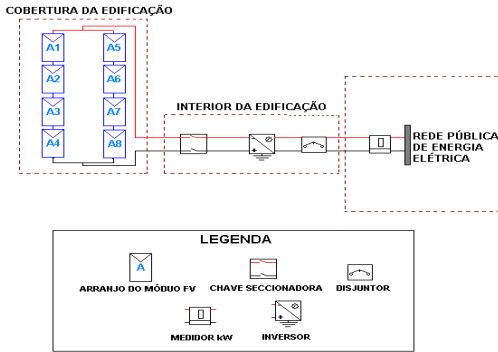 COBERTURA DA EDIFICAÇÃO
A1
A5
A2
A6
A3
A7
A4
A8
INTERIOR DA EDIFICAÇÃO
REDE PÚBLICA
DE ENERGIA
ELÉTRICA
LEGENDA
A
ARRANJO DO MÓDUO FV
CHAVE SECCIONADORA
DISJUNTOR
MEDIDOR kW
INVERSOR